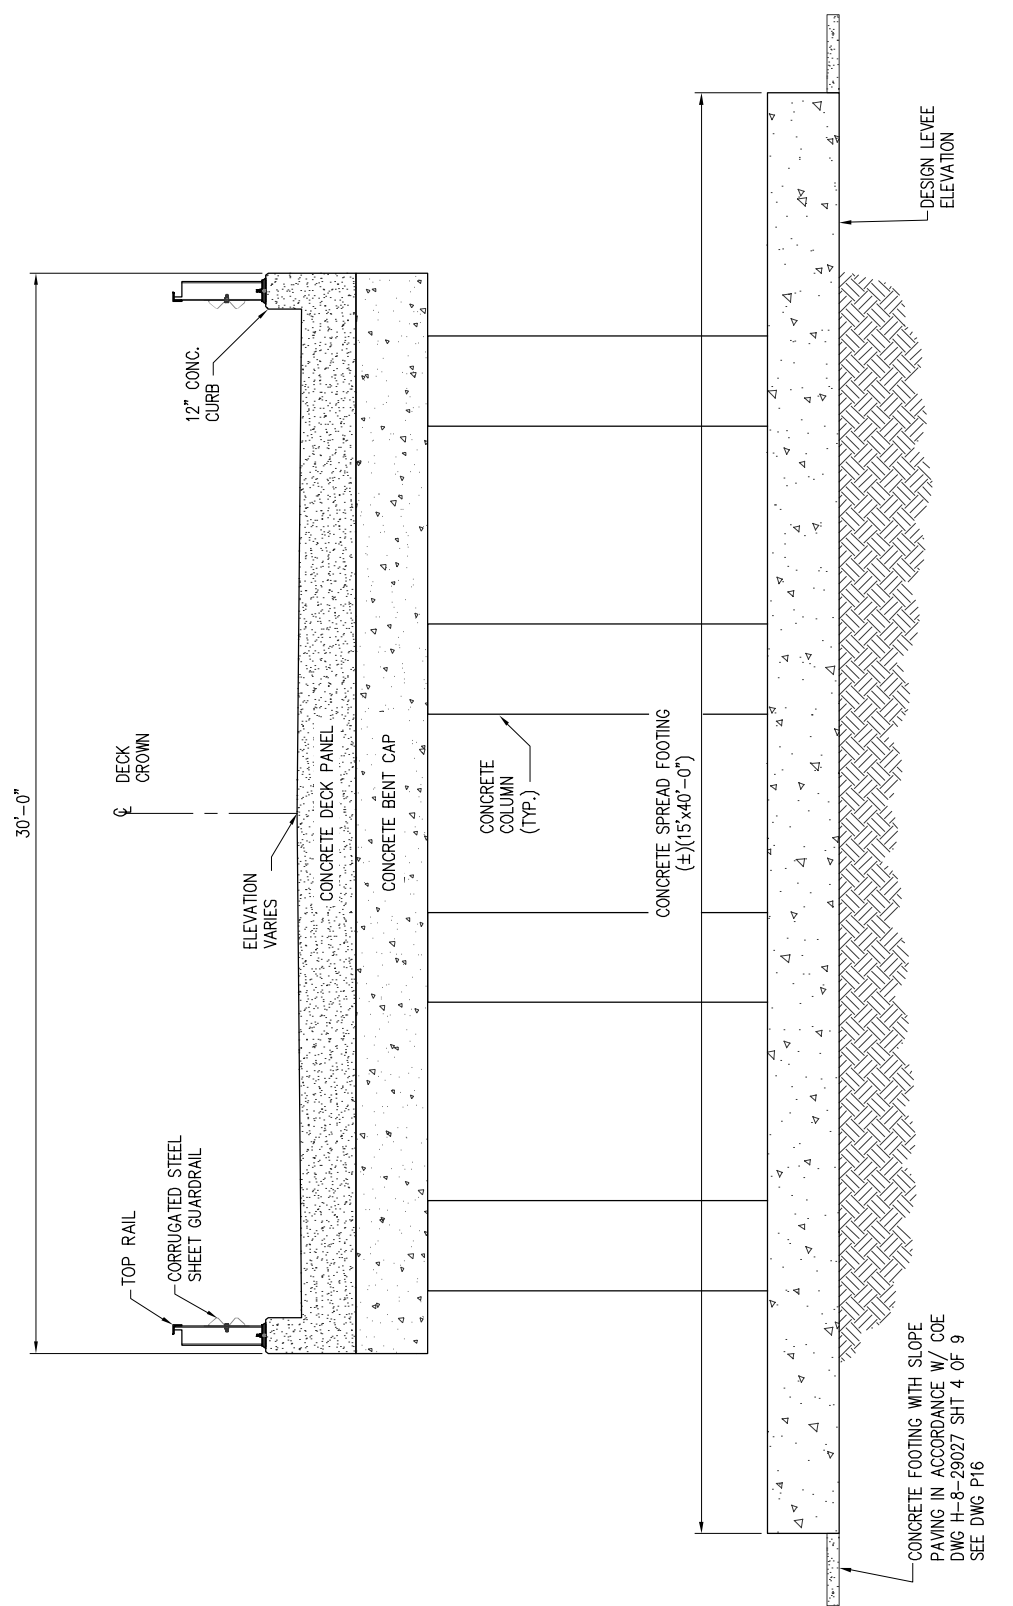 30'-0"
℄ DECK
CROWN
TOP RAIL
CORRUGATED STEEL
SHEET GUARDRAIL
ELEVATION
VARIES
12" CONC.
CURB
CONCRETE DECK PANEL
CONCRETE BENT CAP
CONCRETE
COLUMN
(TYP.)
CONCRETE SPREAD FOOTING
(±)(15'x40'-0")
CONCRETE FOOTING WITH SLOPE
PAVING IN ACCORDANCE W/ COE
DWG H-8-29027 SHT 4 OF 9
SEE DWG P16
DESIGN LEVEE
ELEVATION